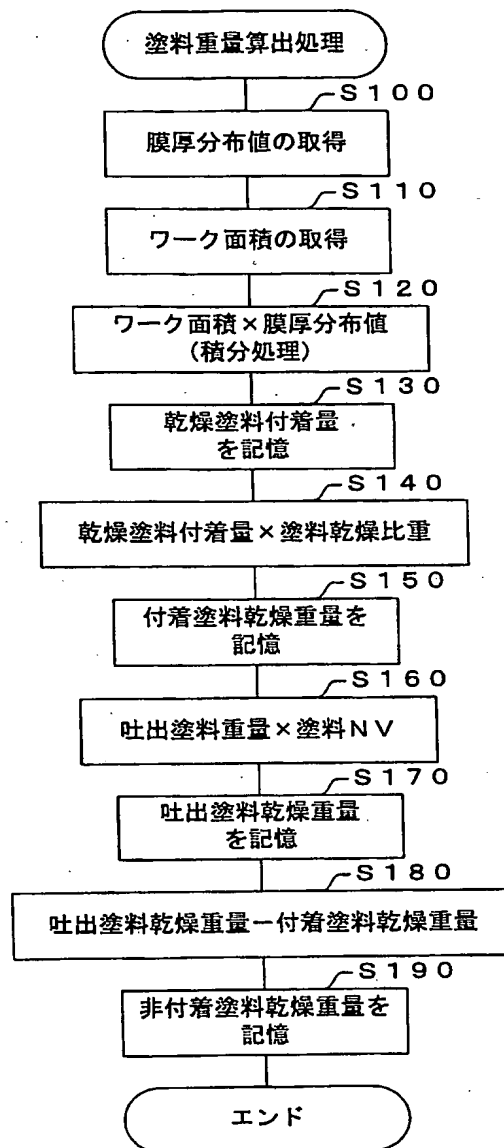 塗料重量算出処理
S100
膜厚分布値の取得
S110
ワーク面積の取得
S120
ワーク面積×膜厚分布値
(積分処理)
S130
乾燥塗料付着量
を記憶
S140
乾燥塗料付着量×塗料乾燥比重
S150
付着塗料乾燥重量を
記憶
S160
吐出塗料重量×塗料NV
S170
吐出塗料乾燥重量
を記憶
S180
吐出塗料乾燥重量ー付着塗料乾燥重量
S190
非付着塗料乾燥重量を
記憶
エンド